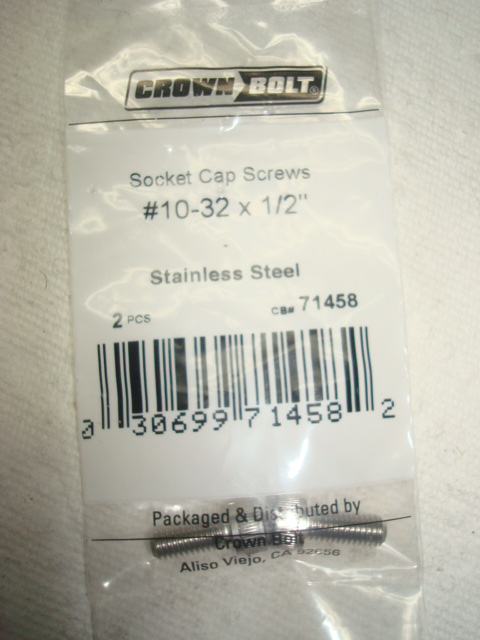 CROWN BOLT®
Socket Cap Screws
#10-32 x 1/2"
Stainless Steel
2 PCS CB# 71458
0 30699 71458 2
Packaged & Distributed by
Crown Bolt
Aliso Viejo, CA 92656